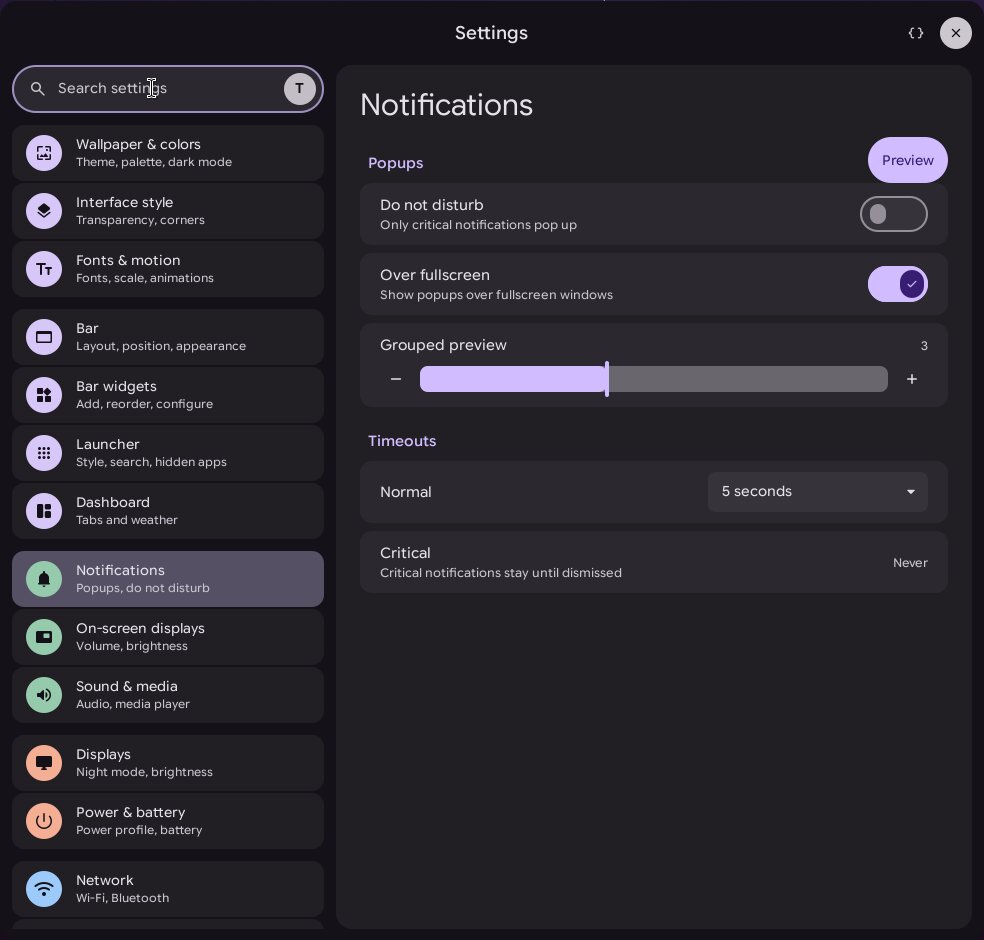 Settings
Search settings
T
Wallpaper & colors
Theme, palette, dark mode
Interface style
Transparency, corners
Tт
Fonts & motion
Fonts, scale, animations
Bar
Layout, position, appearance
Bar widgets
Add, reorder, configure
Launcher
Style, search, hidden apps
Dashboard
Tabs and weather
Notifications
Popups, do not disturb
On-screen displays
Volume, brightness
Sound & media
Audio, media player
Displays
Night mode, brightness
Power & battery
Power profile, battery
Network
Wi-Fi, Bluetooth
Notifications
Popups
Preview
Do not disturb
Only critical notifications pop up
Over fullscreen
Show popups over fullscreen windows
Grouped preview
3
Timeouts
Normal
5 seconds
Critical
Critical notifications stay until dismissed
Never